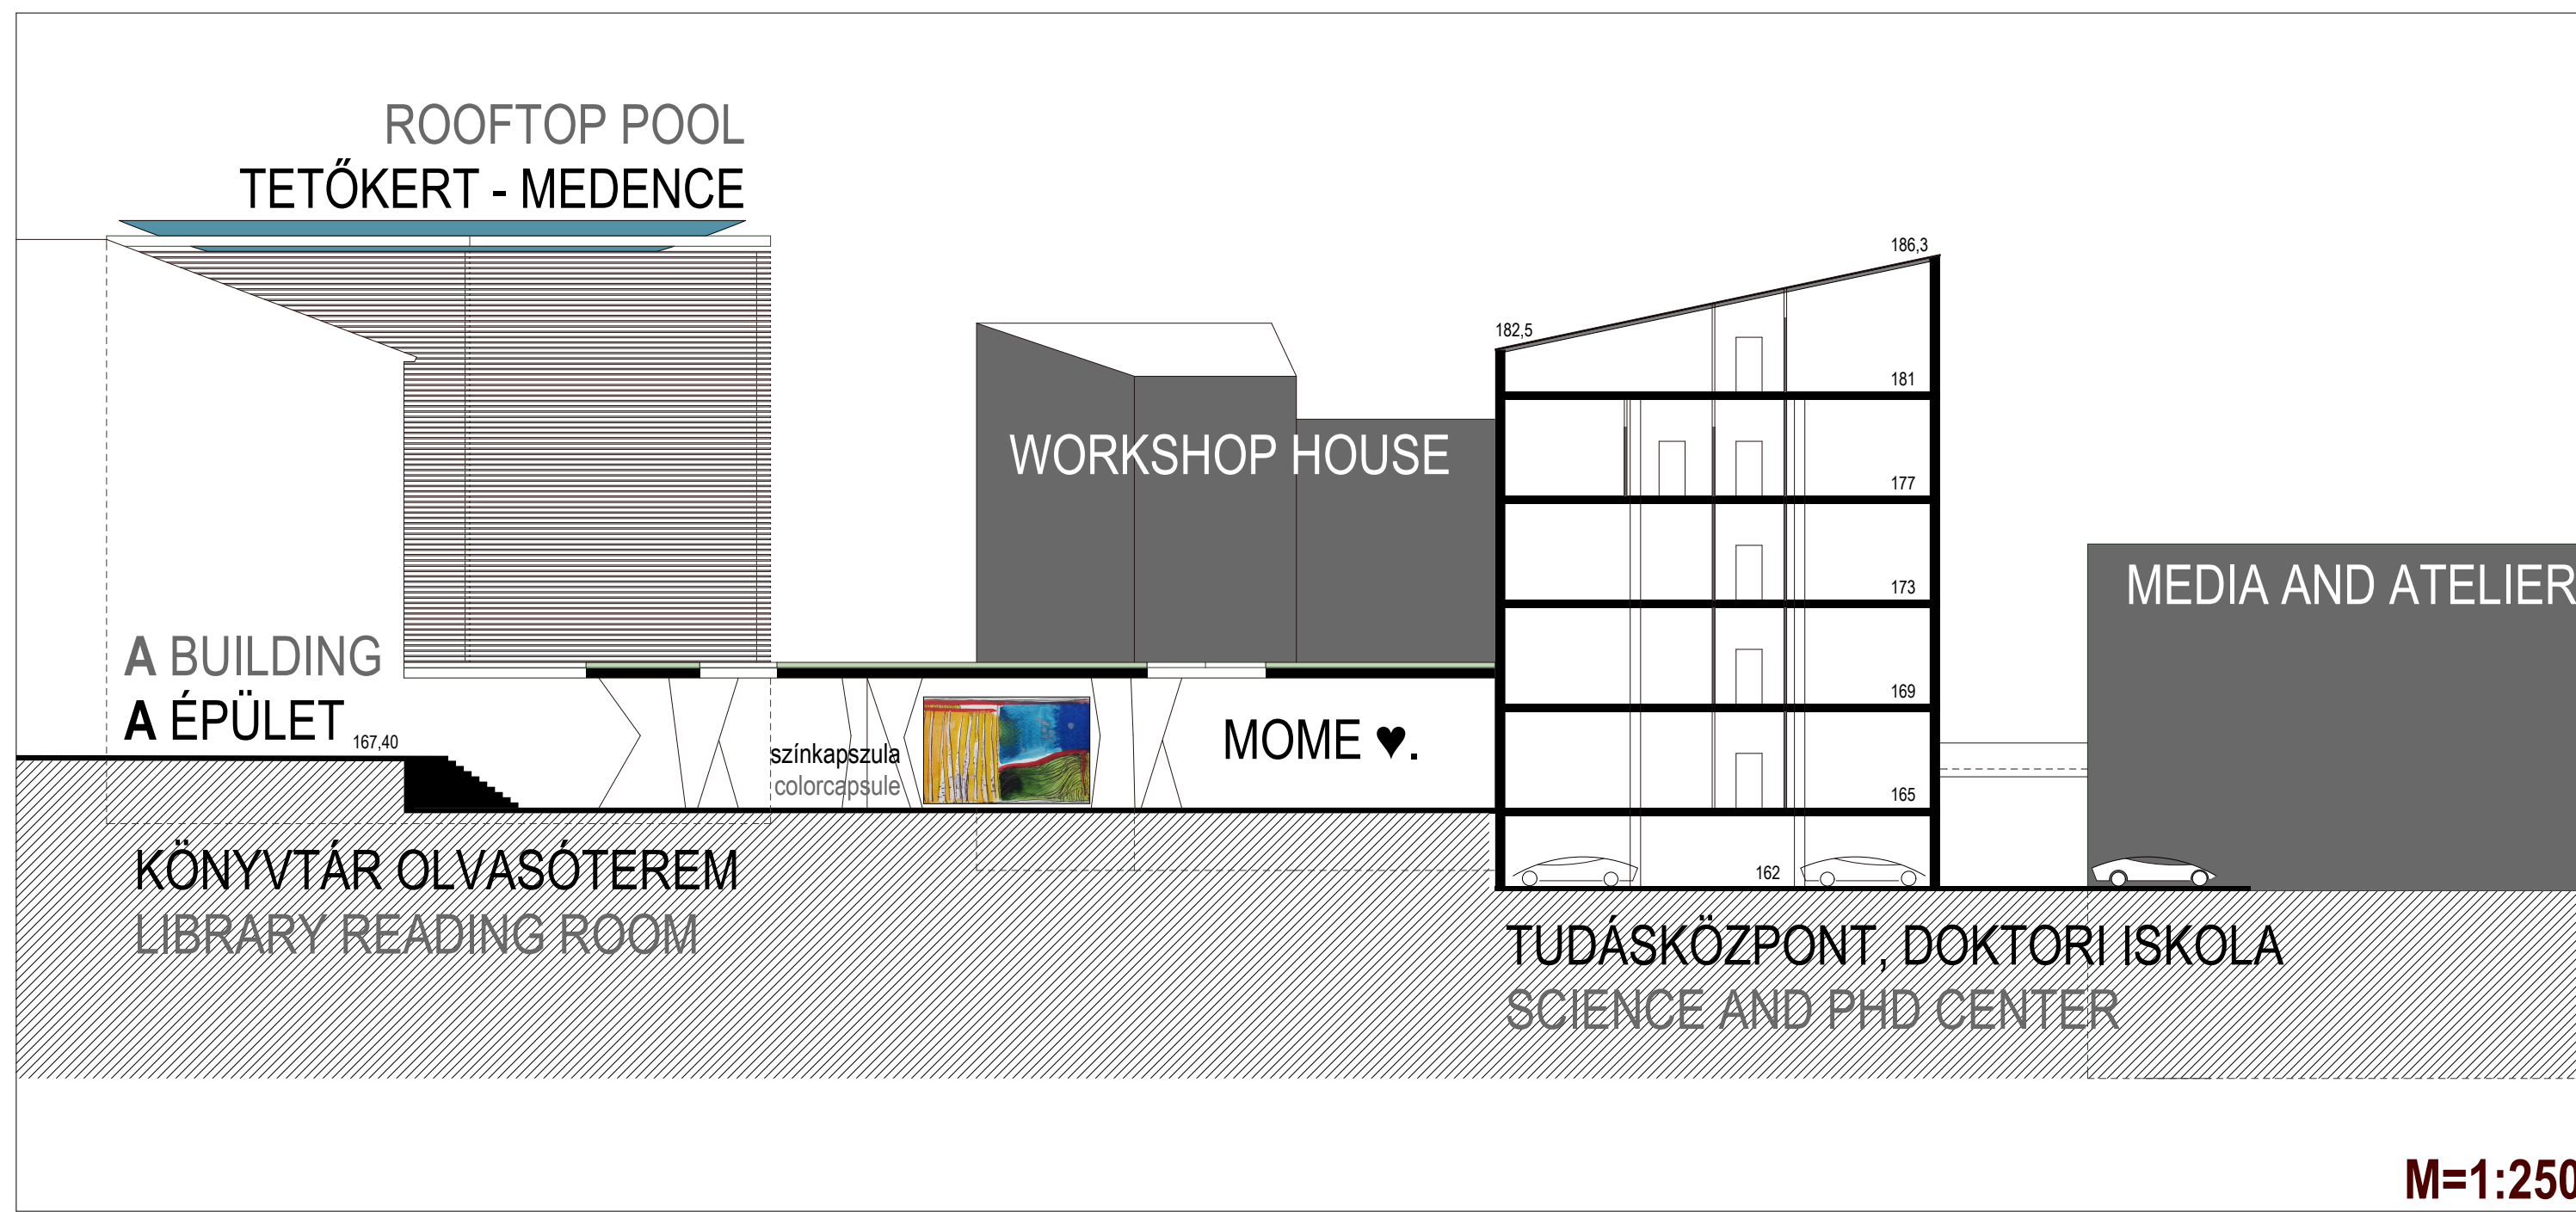 ROOFTOP POOL
TETŐKERT - MEDENCE
186,3
182,5
181
WORKSHOP HOUSE
177
173
MEDIA AND ATELIER
A BUILDING
A ÉPÜLET
167,40
169
MOME ♥.
színkapszula
colorcapsule
165
KÖNYVTÁR OLVASÓTEREM
LIBRARY READING ROOM
162
TUDÁSKÖZPONT, DOKTORI ISKOLA
SCIENCE AND PHD CENTER
M=1:250